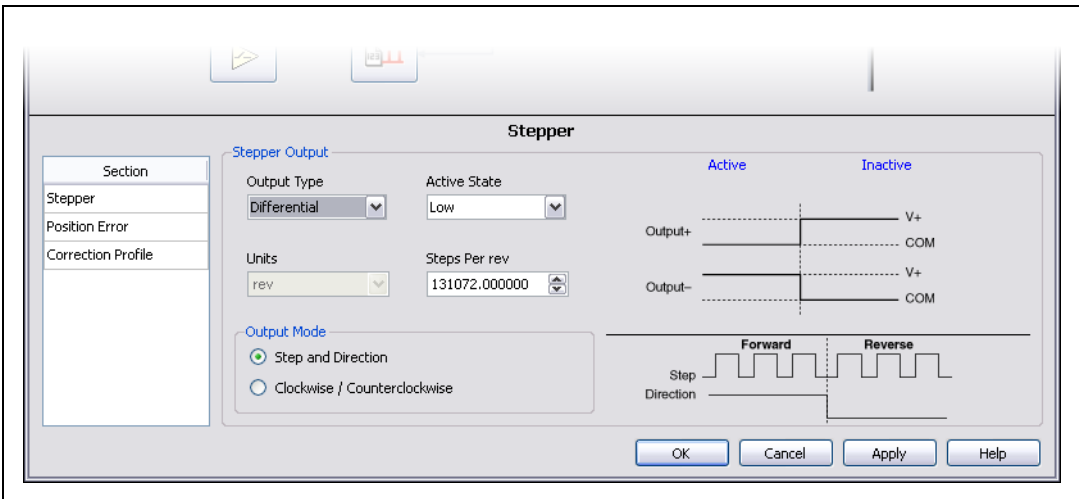 Stepper
Section
Stepper
Position Error
Correction Profile
Stepper Output
Output Type
Active State
Differential
Low
Units
Steps Per rev
rev
131072.000000
Output Mode
Step and Direction
Clockwise / Counterclockwise
Active
Inactive
Output+
V+
COM
Output–
V+
COM
Forward
Reverse
Step
Direction
OK
Cancel
Apply
Help